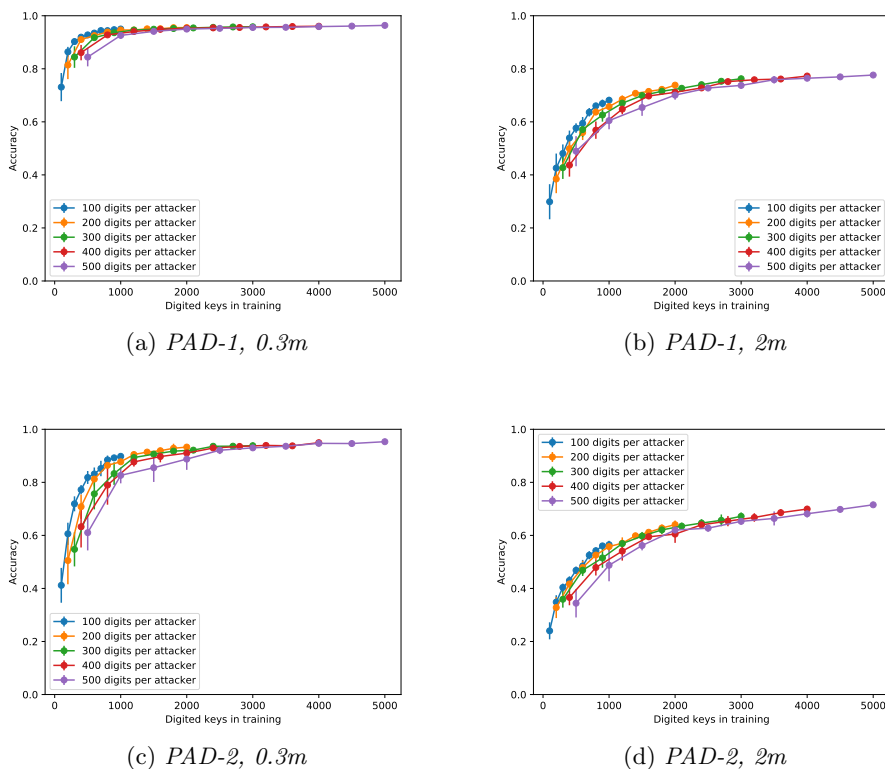 1.0
0.8
0.6
0.4
0.2
0.0
Accuracy
100 digits per attacker
200 digits per attacker
300 digits per attacker
400 digits per attacker
500 digits per attacker
0 1000 2000 3000 4000 5000
Digited keys in training
(a) PAD-1, 0.3m
1.0
0.8
0.6
0.4
0.2
0.0
Accuracy
100 digits per attacker
200 digits per attacker
300 digits per attacker
400 digits per attacker
500 digits per attacker
0 1000 2000 3000 4000 5000
Digited keys in training
(b) PAD-1, 2m
1.0
0.8
0.6
0.4
0.2
0.0
Accuracy
100 digits per attacker
200 digits per attacker
300 digits per attacker
400 digits per attacker
500 digits per attacker
0 1000 2000 3000 4000 5000
Digited keys in training
(c) PAD-2, 0.3m
1.0
0.8
0.6
0.4
0.2
0.0
Accuracy
100 digits per attacker
200 digits per attacker
300 digits per attacker
400 digits per attacker
500 digits per attacker
0 1000 2000 3000 4000 5000
Digited keys in training
(d) PAD-2, 2m